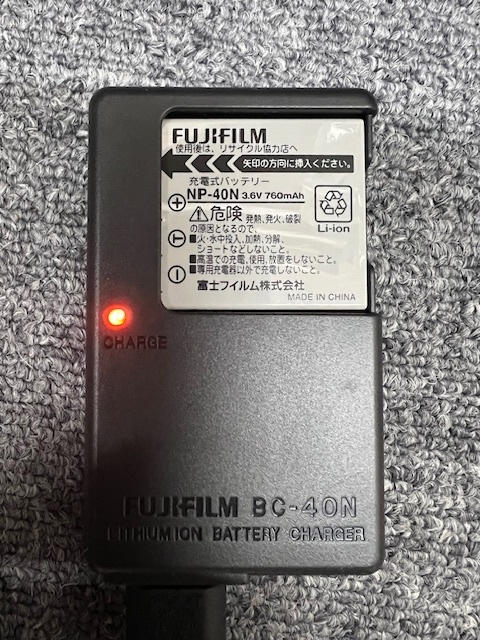 FUJIFILM
使用後は、リサイクル協力店へ
矢印の方向に挿入ください。
充電式バッテリー
NP-40N 3.6V 760mAh
⚠危険 発熱、発火、破裂
の原因となるので、
■火・水中投入、加熱、分解、
ショートなどしないこと。
■高温での充電、使用、放置をしないこと。
■専用充電器以外で充電しないこと。
富士フイルム株式会社
MADE IN CHINA
+
T
−
Li-ion
CHARGE
FUJIFILM BC-40N
LITHIUM ION BATTERY CHARGER